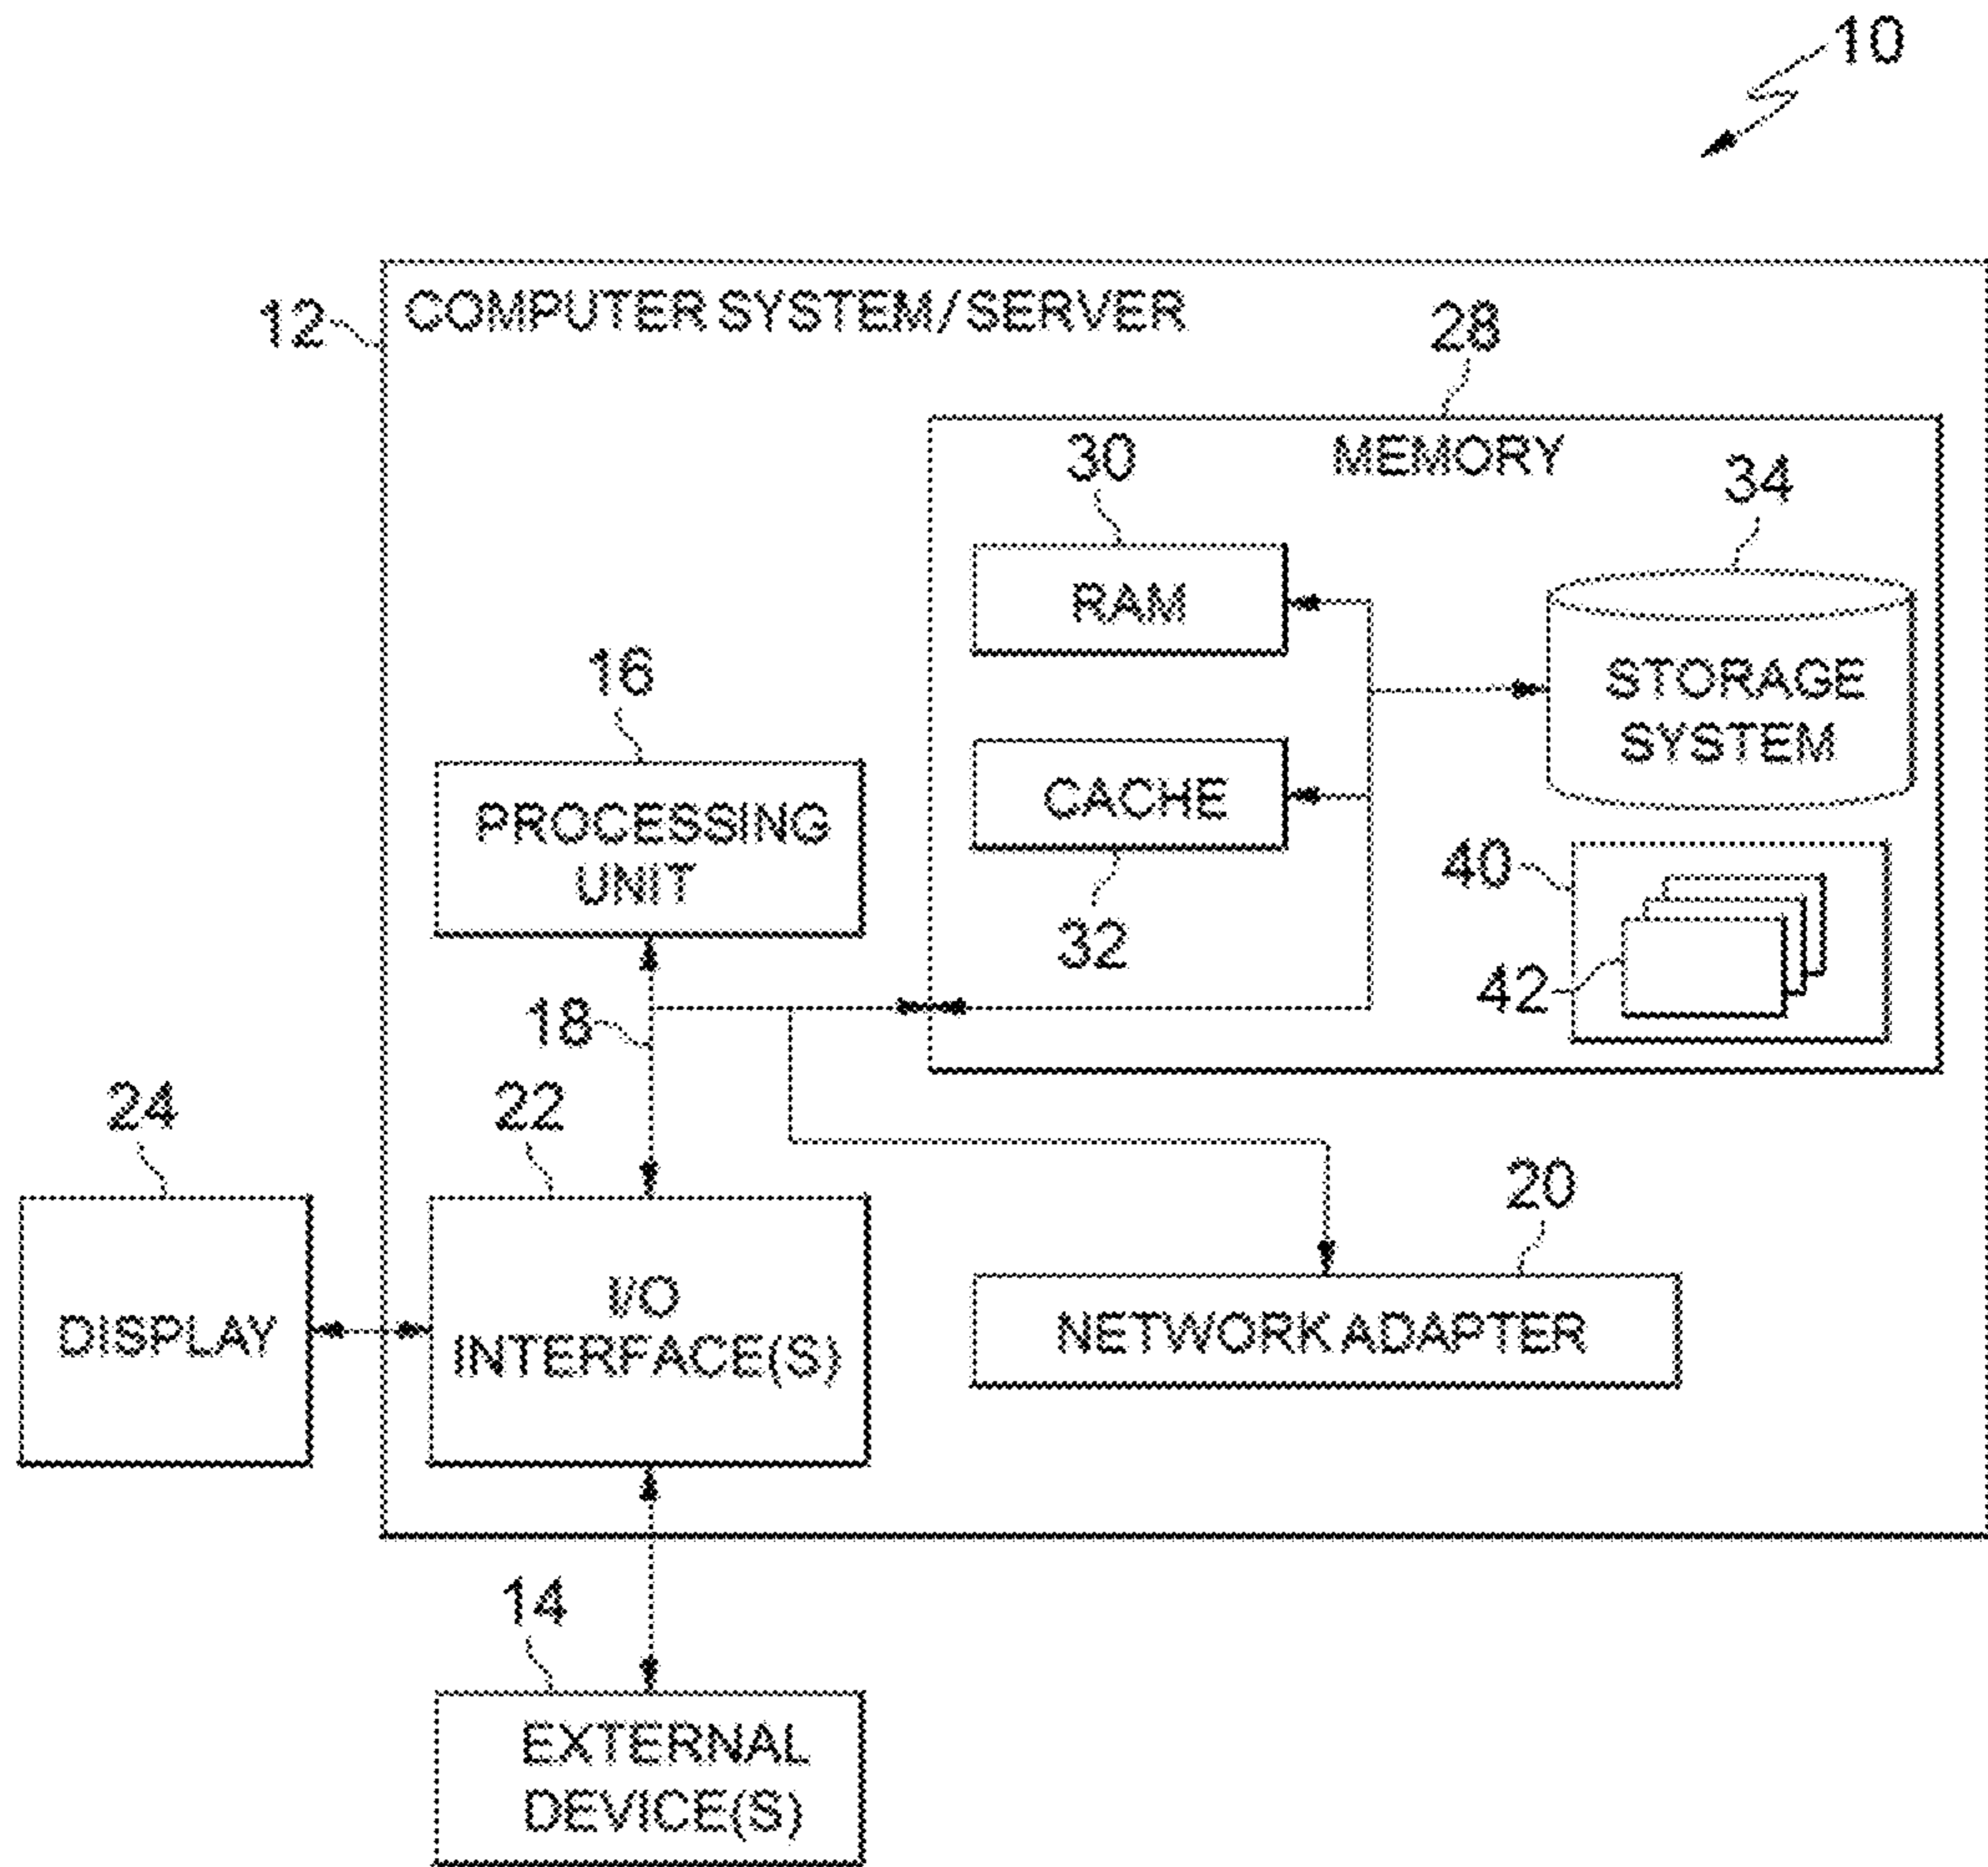 10
12
COMPUTER SYSTEM/SERVER
28
MEMORY
30
34
RAM
STORAGE
SYSTEM
16
CACHE
PROCESSING
UNIT
40
32
42
18
24
22
20
DISPLAY
I/O
INTERFACE(S)
NETWORK ADAPTER
14
EXTERNAL
DEVICE(S)